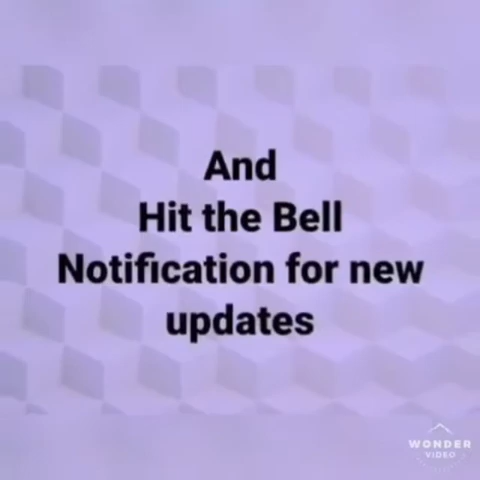 And
Hit the Bell
Notification for new
updates
WONDER
VIDEO